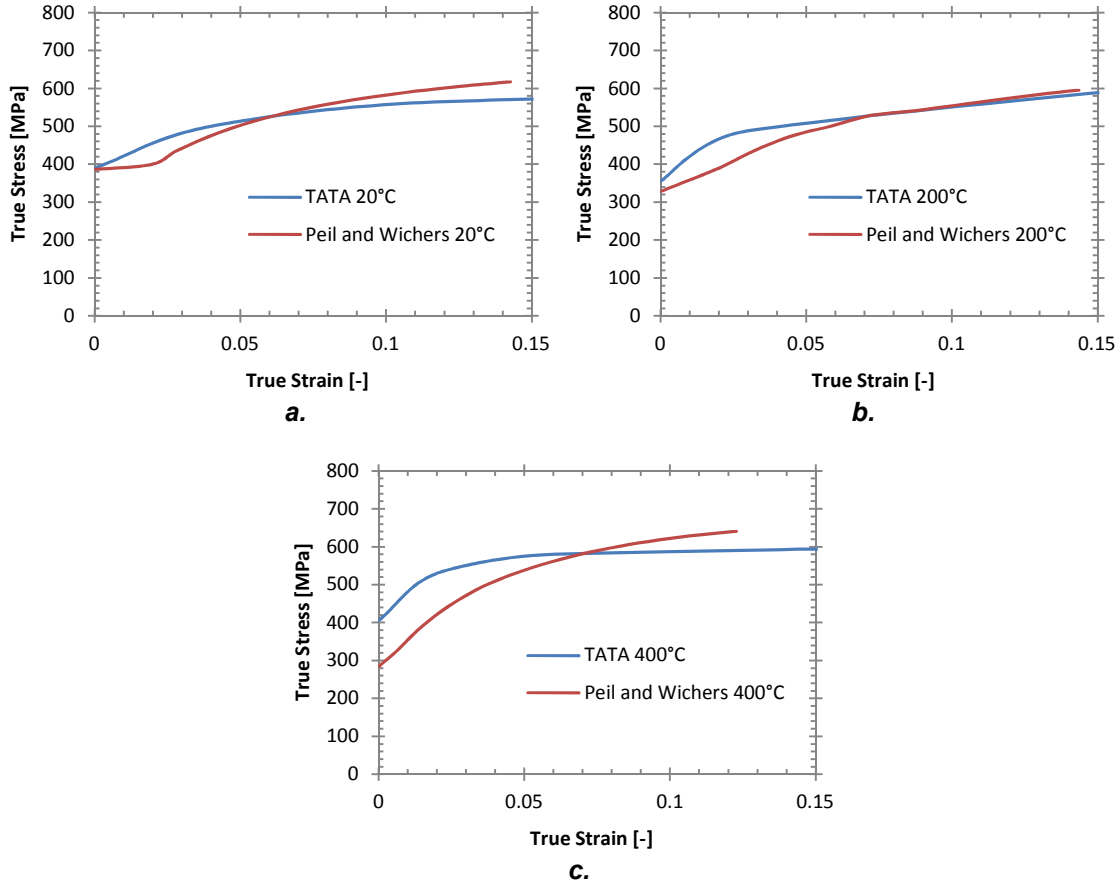 800
700
600
500
400
300
200
100
0
True Stress [MPa]
TATA 20°C
Peil and Wichers 20°C
0 0.05 0.1 0.15
True Strain [-]
a.
800
700
600
500
400
300
200
100
0
True Stress [MPa]
TATA 200°C
Peil and Wichers 200°C
0 0.05 0.1 0.15
True Strain [-]
b.
800
700
600
500
400
300
200
100
0
True Stress [MPa]
TATA 400°C
Peil and Wichers 400°C
0 0.05 0.1 0.15
True Strain [-]
c.